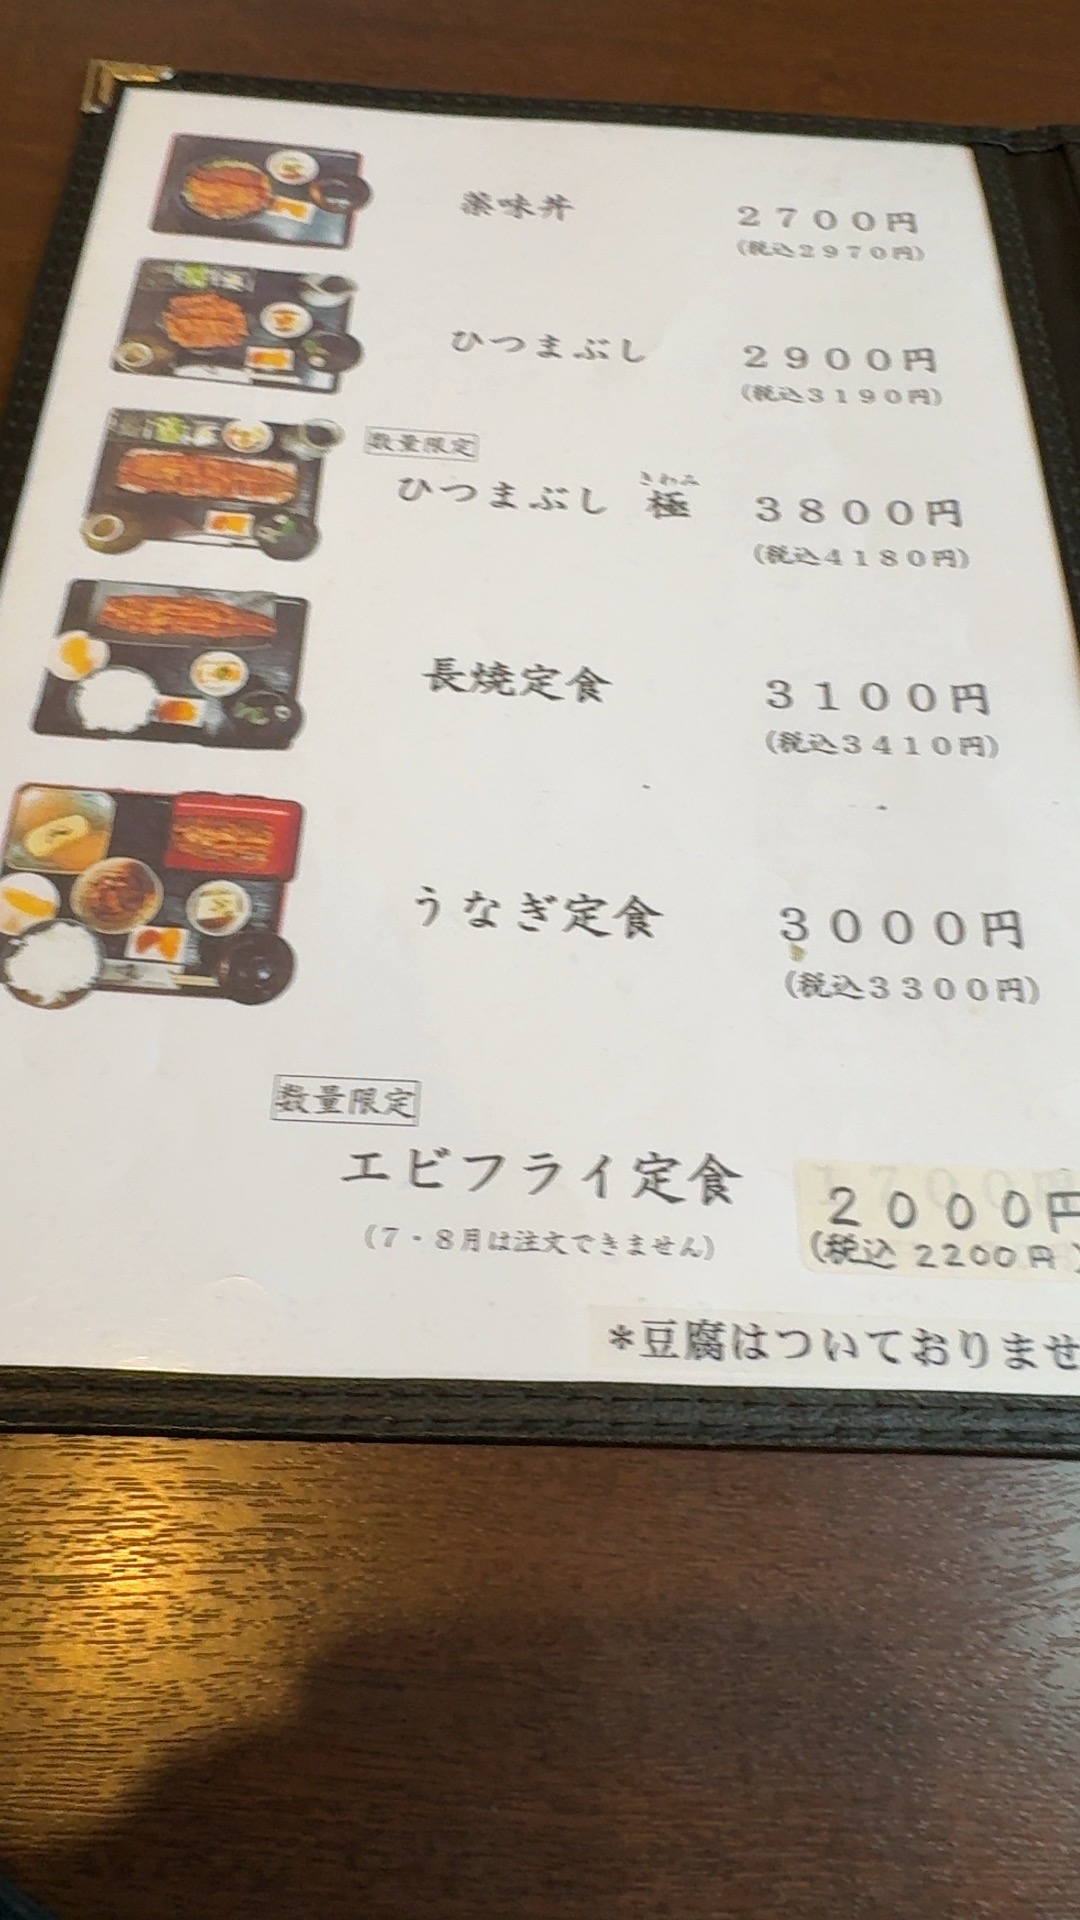 薬味丼 2700円
(税込2970円)
ひつまぶし 2900円
(税込3190円)
数量限定
きわみ
ひつまぶし 極 3800円
(税込4180円)
長焼定食 3100円
(税込3410円)
うなぎ定食 3000円
(税込3300円)
数量限定
エビフライ定食 2000円
(7・8月は注文できません) (税込 2200円)
*豆腐はついておりませ